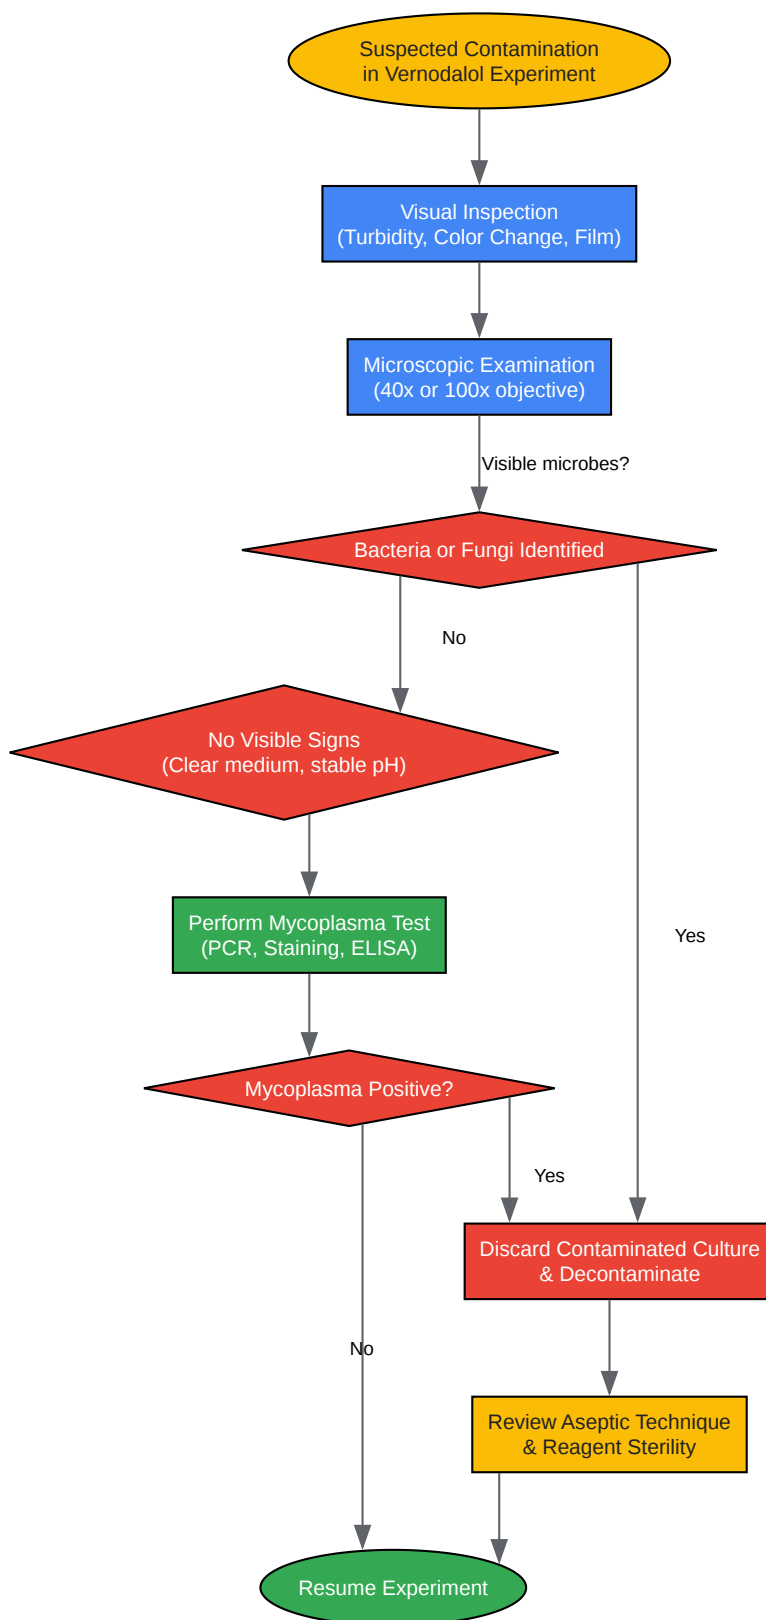 Suspected Contamination
in Vernodalol Experiment
Visual Inspection
(Turbidity, Color Change, Film)
Microscopic Examination
(40x or 100x objective)
Visible microbes?
Bacteria or Fungi Identified
No
No Visible Signs
(Clear medium, stable pH)
Perform Mycoplasma Test
(PCR, Staining, ELISA)
Yes
Mycoplasma Positive?
Yes
Discard Contaminated Culture
& Decontaminate
No
Review Aseptic Technique
& Reagent Sterility
Resume Experiment